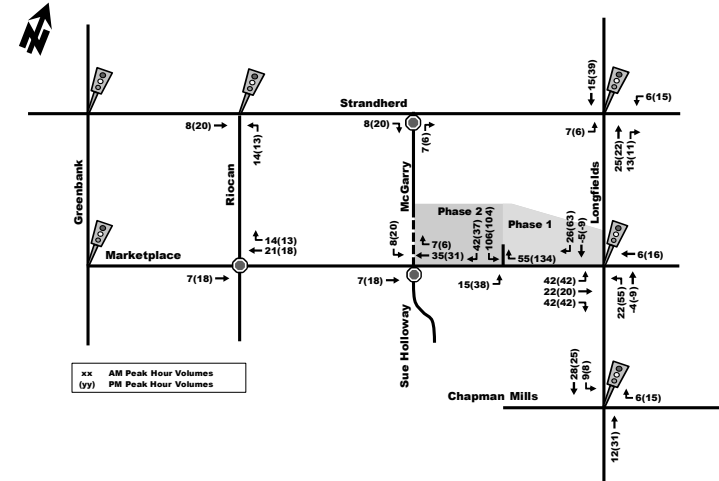 N
15(39)
6(15)
Strandherd
8(20)
14(13)
8(20)
7(6)
7(6)
25(22)
13(11)
Greenbank
Riocan
McGarry
Longfields
Phase 2
Phase 1
8(20)
7(6)
35(31)
42(37)
106(104)
26(63)
-5(-9)
55(134)
6(16)
Marketplace
14(13)
21(18)
7(18)
7(18)
15(38)
42(42)
22(20)
42(42)
22(55)
-4(-9)
Sue Holloway
xx AM Peak Hour Volumes
(yy) PM Peak Hour Volumes
Chapman Mills
28(25)
9(8)
6(15)
12(31)